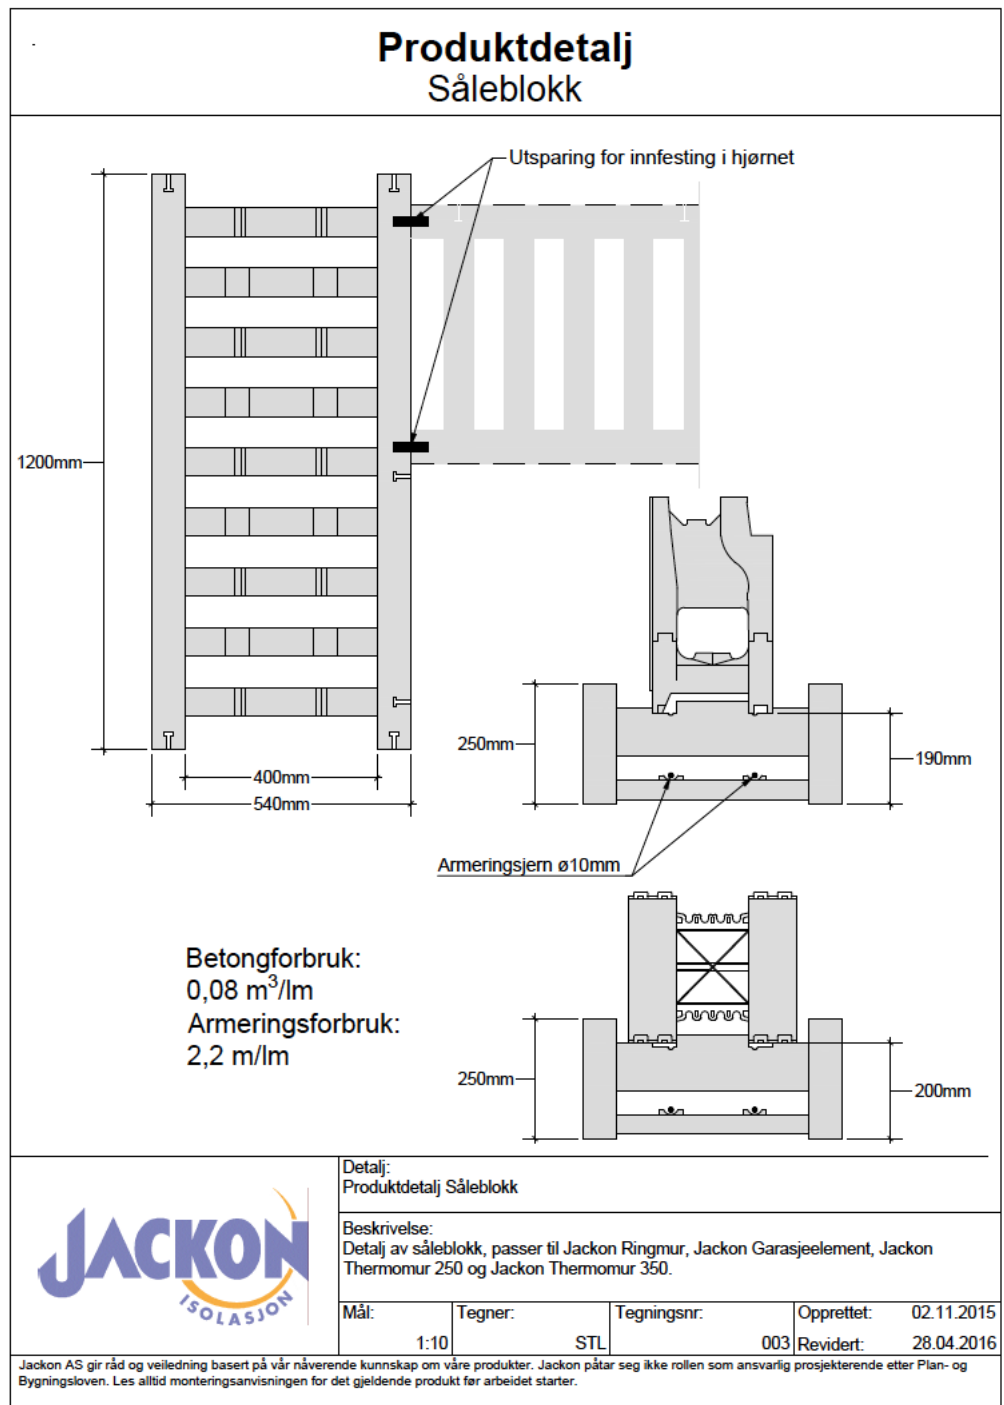 Produktdetalj
Såleblokk
Utsparing for innfesting i hjørnet
1200mm
400mm
540mm
250mm
190mm
Armeringsjern ø10mm
Betongforbruk:
0,08 m³/lm
Armeringsforbruk:
2,2 m/lm
250mm
200mm
JACKON
ISOLASJON
Detalj:
Produktdetalj Såleblokk
Beskrivelse:
Detalj av såleblokk, passer til Jackon Ringmur, Jackon Garasjeelement, Jackon
Thermomur 250 og Jackon Thermomur 350.
Mål:
1:10
Tegner:
STL
Tegningsnr:
003
Opprettet: 02.11.2015
Revidert: 28.04.2016
Jackon AS gir råd og veiledning basert på vår nåverende kunnskap om våre produkter. Jackon påtar seg ikke rollen som ansvarlig prosjekterende etter Plan- og
Bygningsloven. Les alltid monteringsanvisningen for det gjeldende produkt før arbeidet starter.